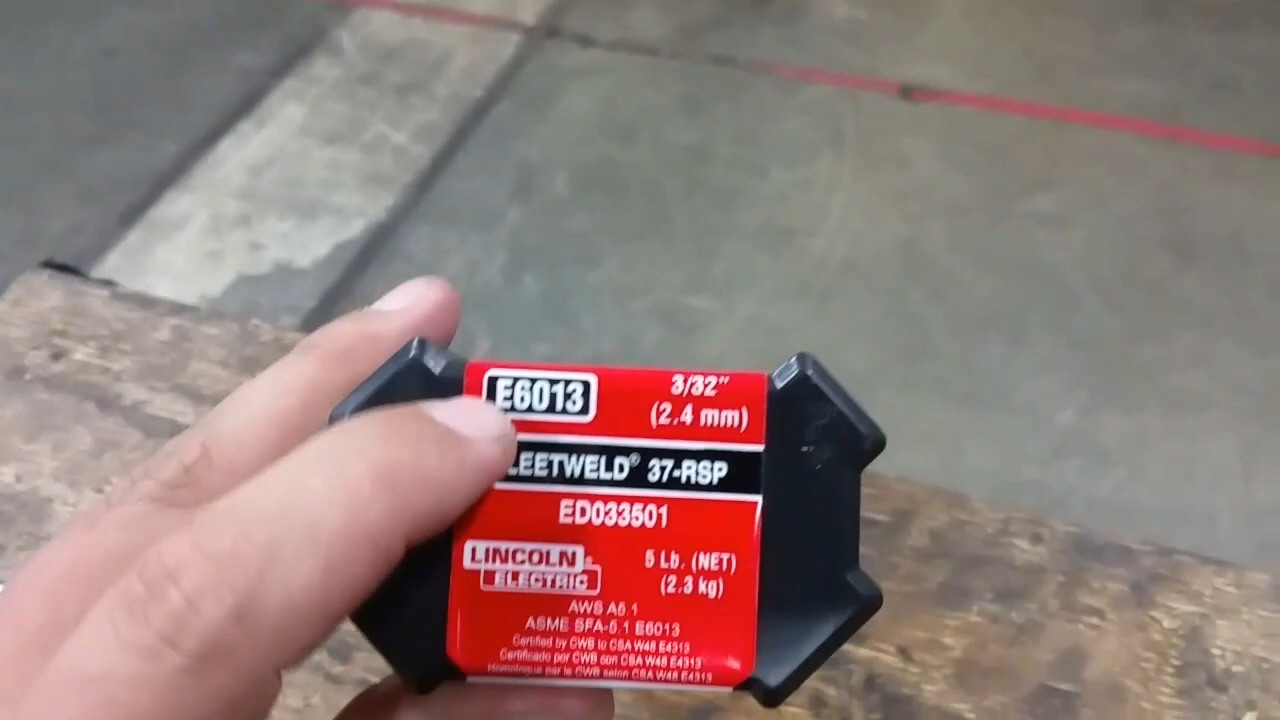 E6013
3/32"
(2.4 mm)
LEETWELD® 37-RSP
ED033501
LINCOLN
ELECTRIC
5 Lb. (NET)
(2.3 kg)
AWS A5.1
ASME SFA-5.1 E6013
Certified by CWB to CSA W48 E4313
Certificado por CWB con CSA W48 E4313
Homologué par le CWB selon CSA W48 E4313